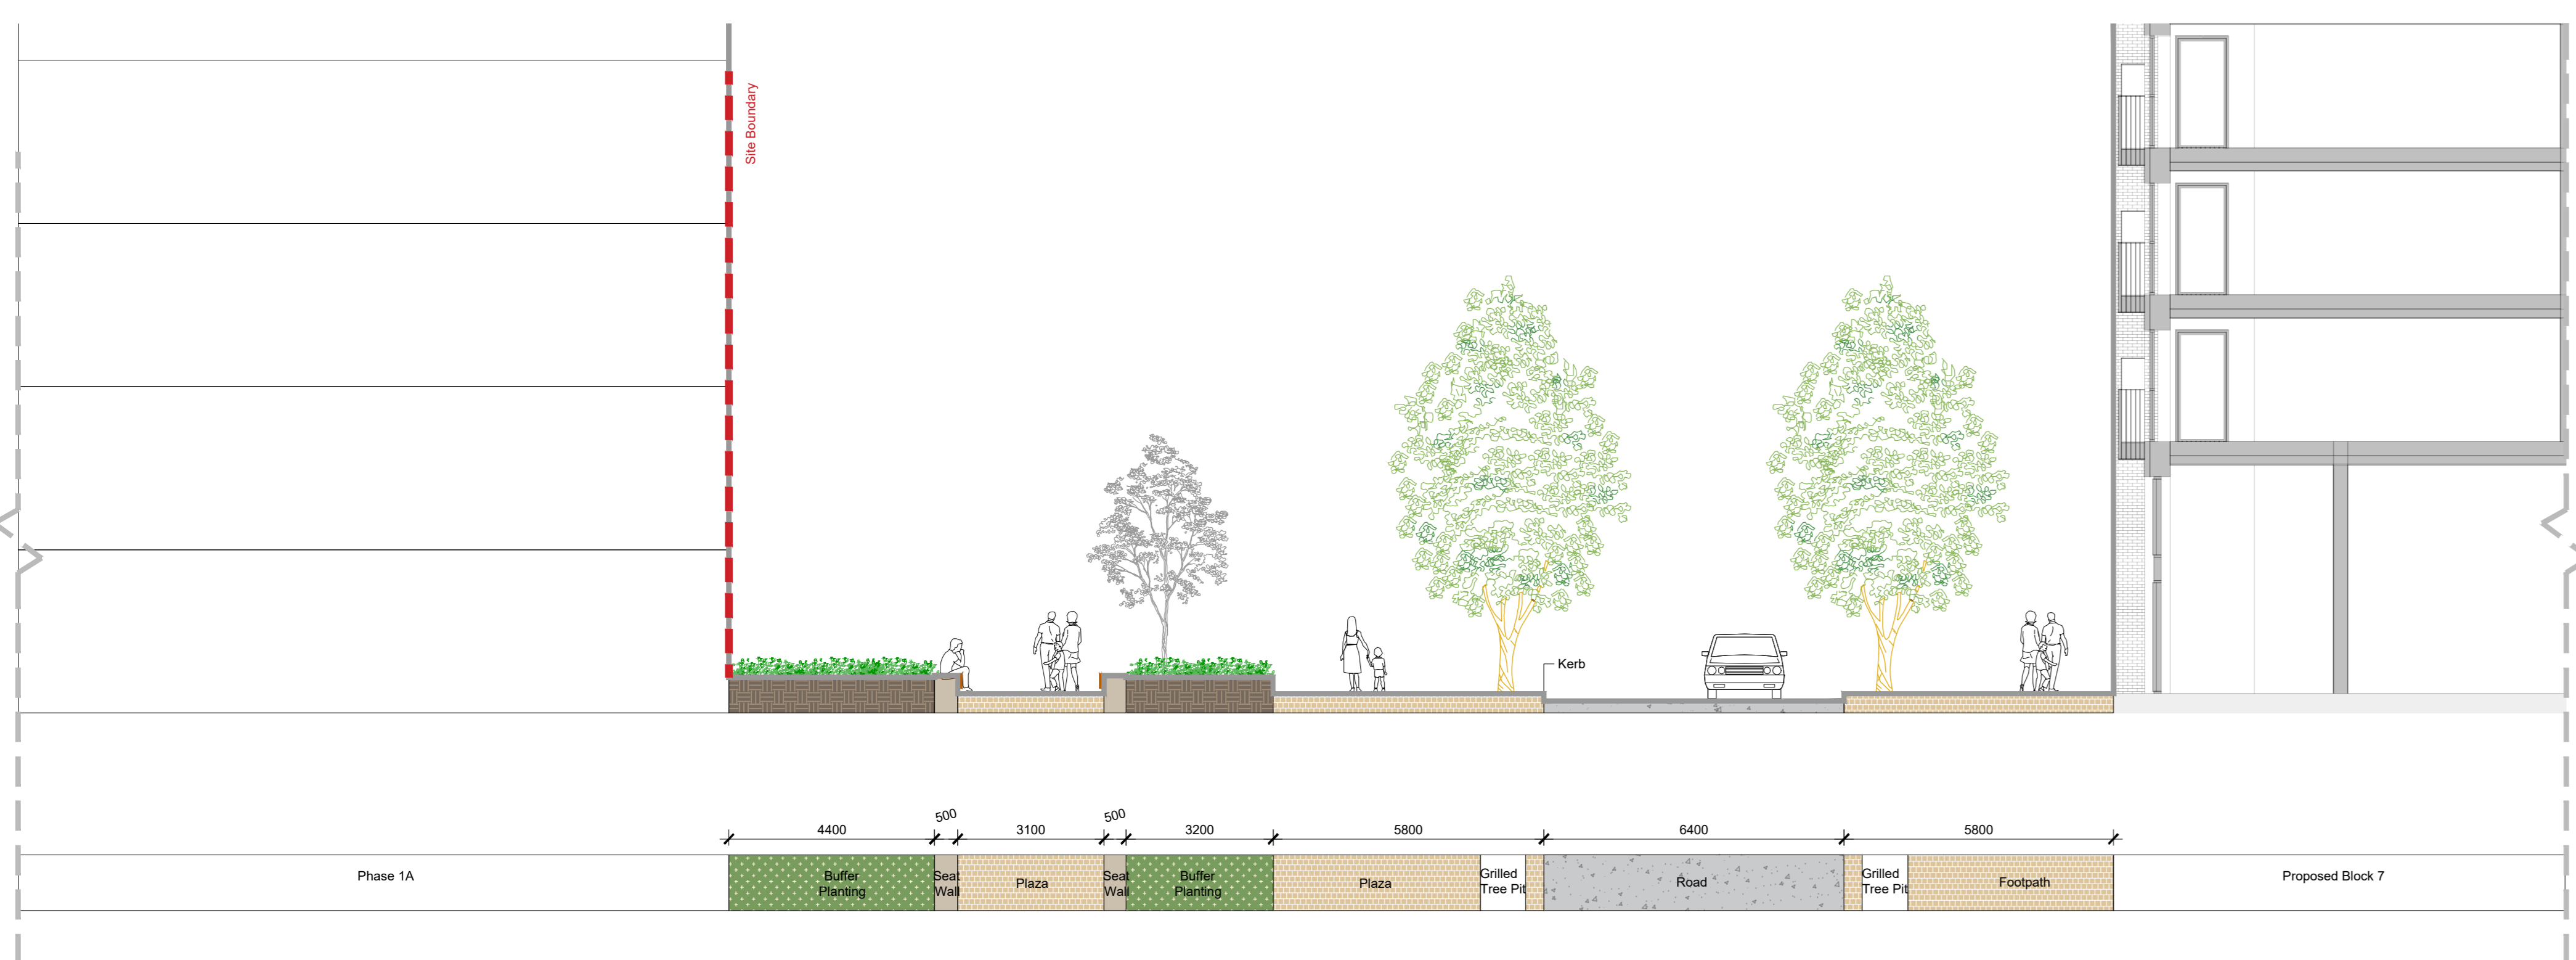 Site Boundary
Kerb
4400
500
3100
500
3200
5800
6400
5800
Phase 1A
Buffer
Planting
Seat
Wall
Plaza
Seat
Wall
Buffer
Planting
Plaza
Grilled
Tree Pit
Road
Grilled
Tree Pit
Footpath
Proposed Block 7